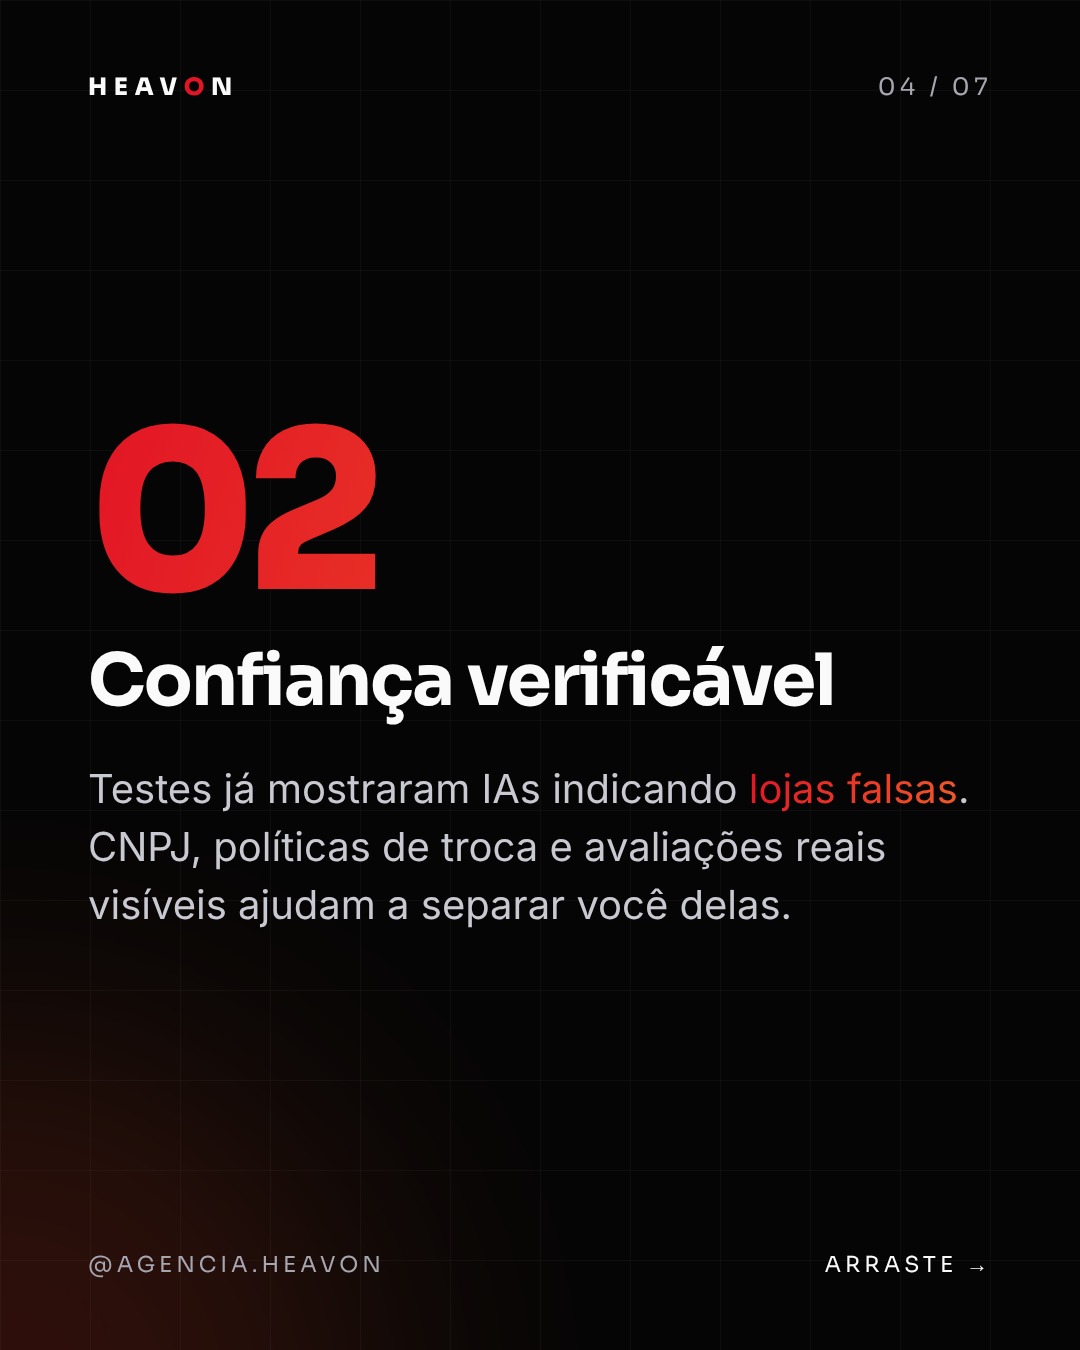 HEAVON
04 / 07
02
Confiança verificável
Testes já mostraram IAs indicando lojas falsas.
CNPJ, políticas de troca e avaliações reais
visíveis ajudam a separar você delas.
@AGENCIA.HEAVON
ARRASTE →